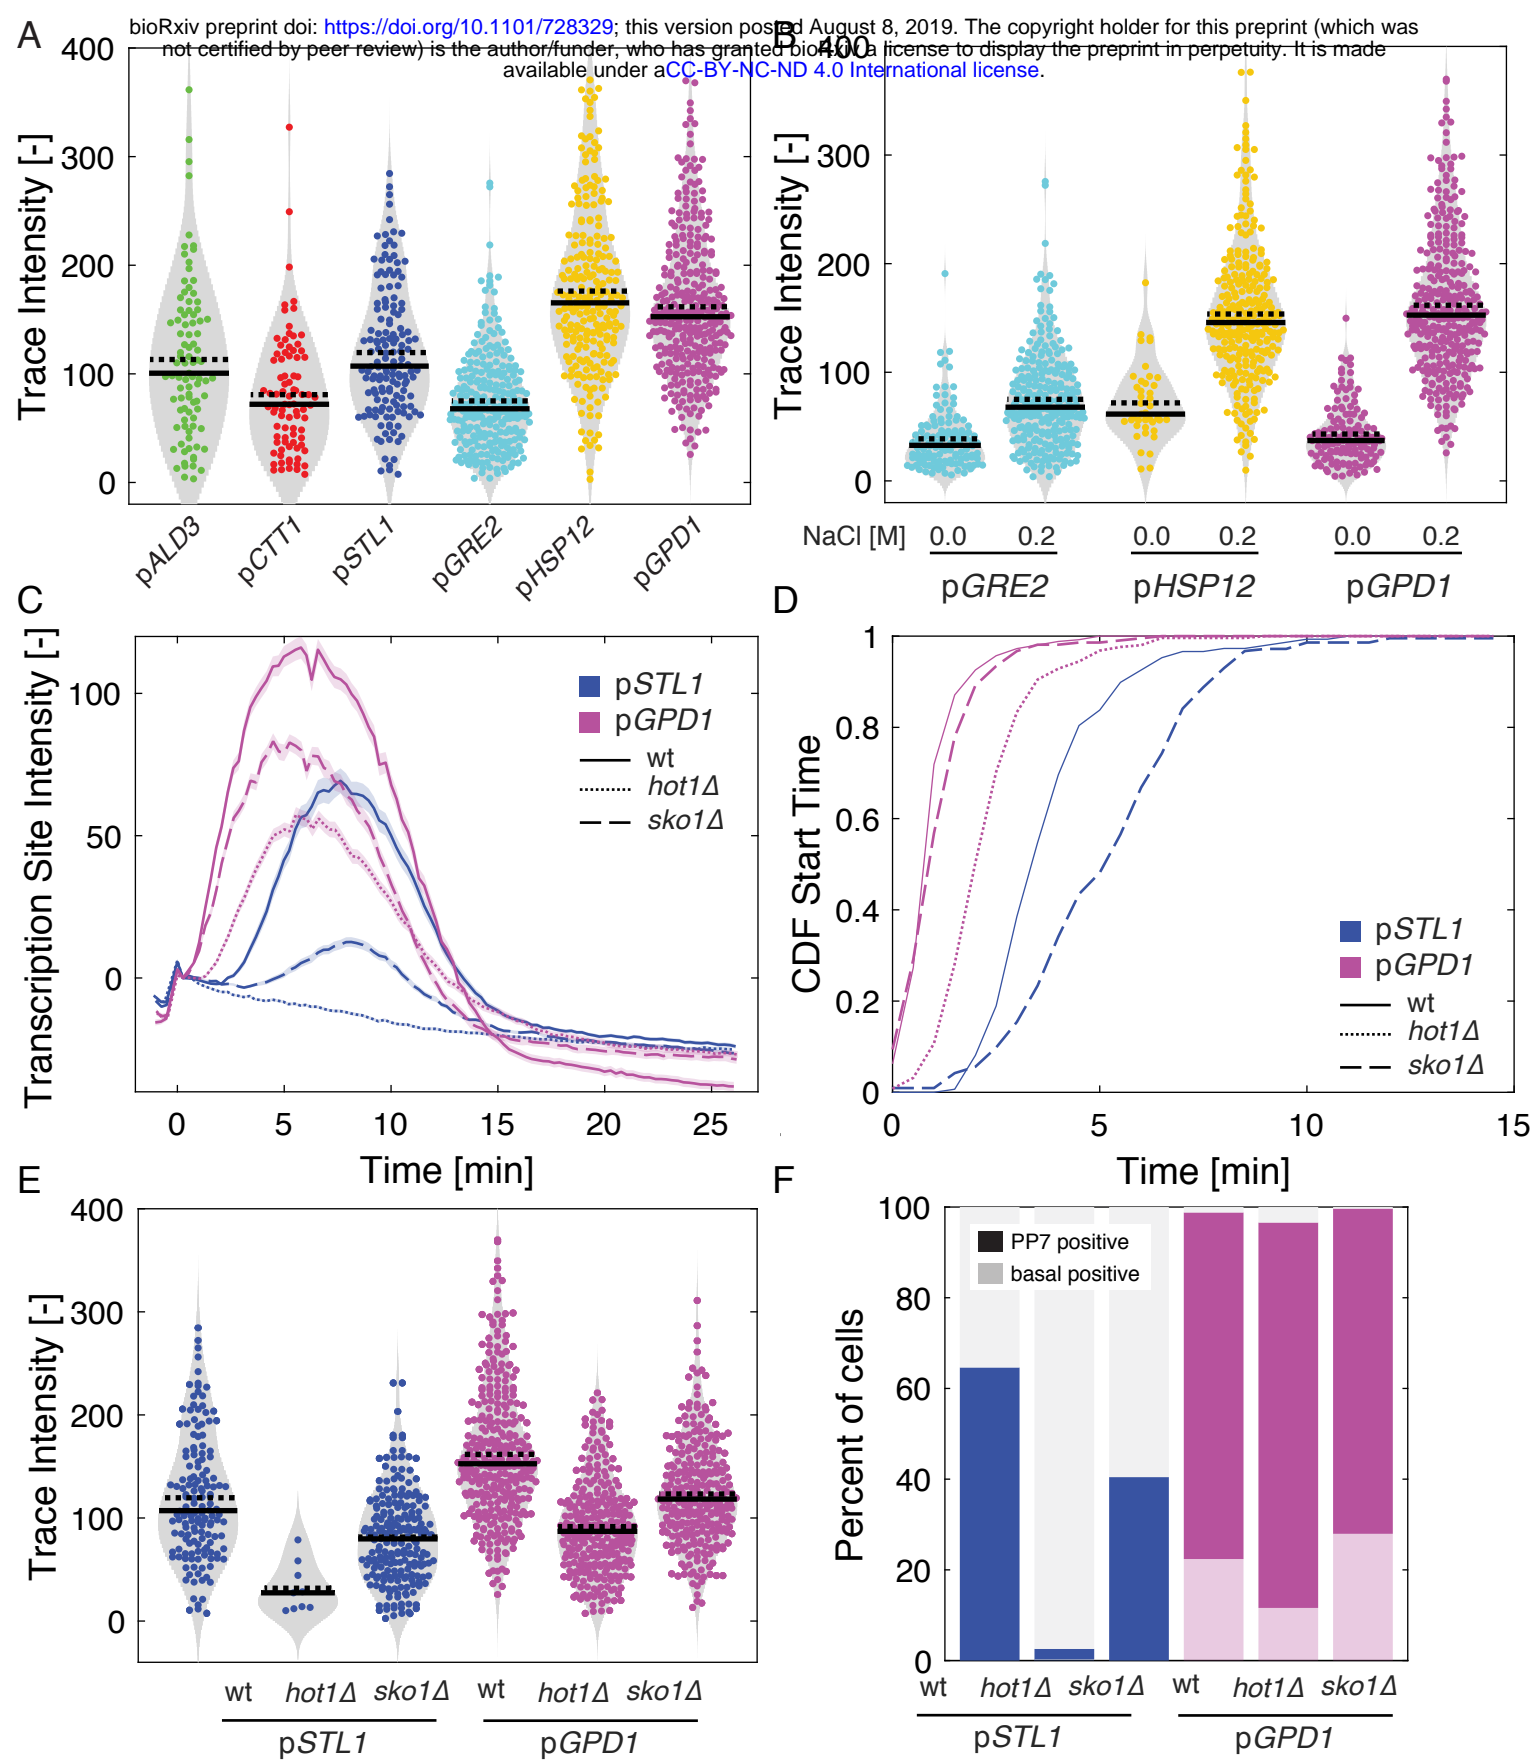 bioRxiv preprint doi: https://doi.org/10.1101/728329; this version posted August 8, 2019. The copyright holder for this preprint (which was
not certified by peer review) is the author/funder, who has granted bioRxiv a license to display the preprint in perpetuity. It is made
available under aCC-BY-NC-ND 4.0 International license.
A
Trace Intensity [-]
400
300
200
100
0
pALD3
pCTT1
pSTL1
pGRE2
pHSP12
pGPD1
B
Trace Intensity [-]
400
300
200
100
0
NaCl [M] 0.0 0.2 0.0 0.2 0.0 0.2
pGRE2 pHSP12 pGPD1
C
Transcription Site Intensity [-]
100
50
0
pSTL1
pGPD1
wt
hot1Δ
sko1Δ
0 5 10 15 20 25
Time [min]
D
CDF Start Time
1
0.8
0.6
0.4
0.2
0
pSTL1
pGPD1
wt
hot1Δ
sko1Δ
0 5 10 15
Time [min]
E
Trace Intensity [-]
400
300
200
100
0
wt hot1Δ sko1Δ wt hot1Δ sko1Δ
pSTL1 pGPD1
F
Percent of cells
100
80
60
40
20
0
PP7 positive
basal positive
wt hot1Δ sko1Δ wt hot1Δ sko1Δ
pSTL1 pGPD1